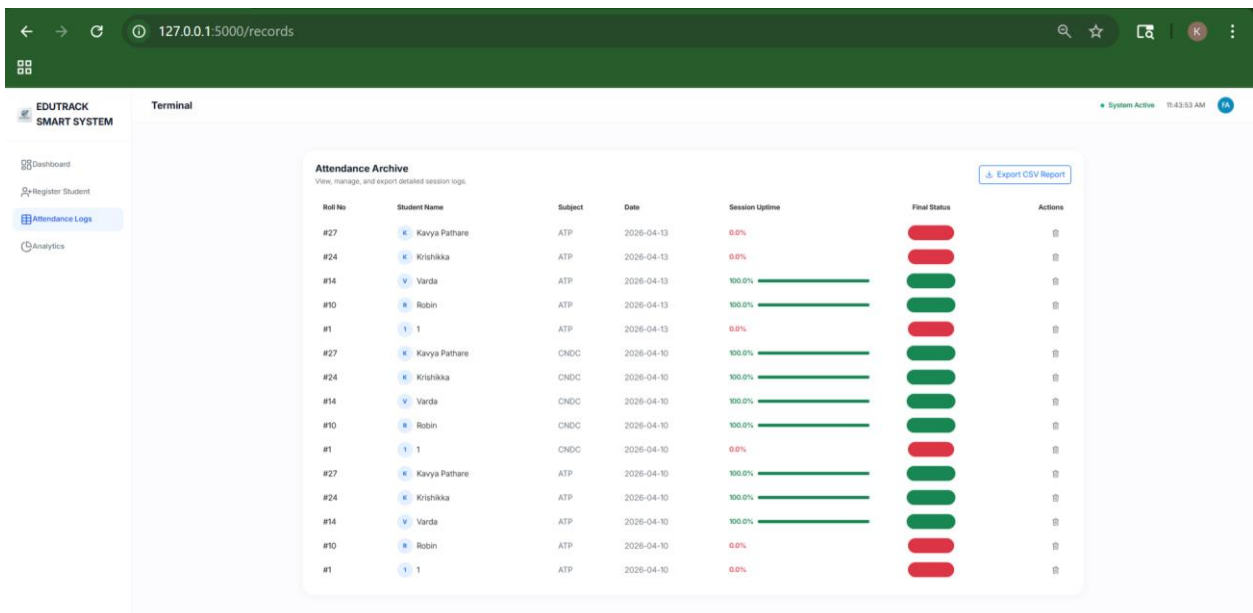 127.0.0.1:5000/records
K
EDUTRACK
SMART SYSTEM
Terminal
System Active 11:43:53 AM FA
Dashboard
Register Student
Attendance Logs
Analytics
Attendance Archive
View, manage, and export detailed session logs.
Export CSV Report
Roll No Student Name Subject Date Session Uptime Final Status Actions
#27 K Kavya Pathare ATP 2026-04-13 0.0%
#24 K Krishikka ATP 2026-04-13 0.0%
#14 V Varda ATP 2026-04-13 100.0%
#10 R Robin ATP 2026-04-13 100.0%
#1 1 1 ATP 2026-04-13 0.0%
#27 K Kavya Pathare CNDC 2026-04-10 100.0%
#24 K Krishikka CNDC 2026-04-10 100.0%
#14 V Varda CNDC 2026-04-10 100.0%
#10 R Robin CNDC 2026-04-10 100.0%
#1 1 1 CNDC 2026-04-10 0.0%
#27 K Kavya Pathare ATP 2026-04-10 100.0%
#24 K Krishikka ATP 2026-04-10 100.0%
#14 V Varda ATP 2026-04-10 100.0%
#10 R Robin ATP 2026-04-10 0.0%
#1 1 1 ATP 2026-04-10 0.0%